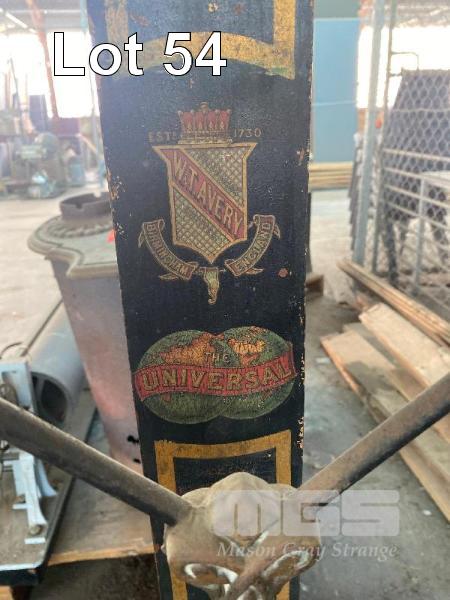 Lot 54
ESTD 1730
W.T. AVERY
BIRMINGHAM ENGLAND
THE
UNIVERSAL
MGS
Mason Gray Strange